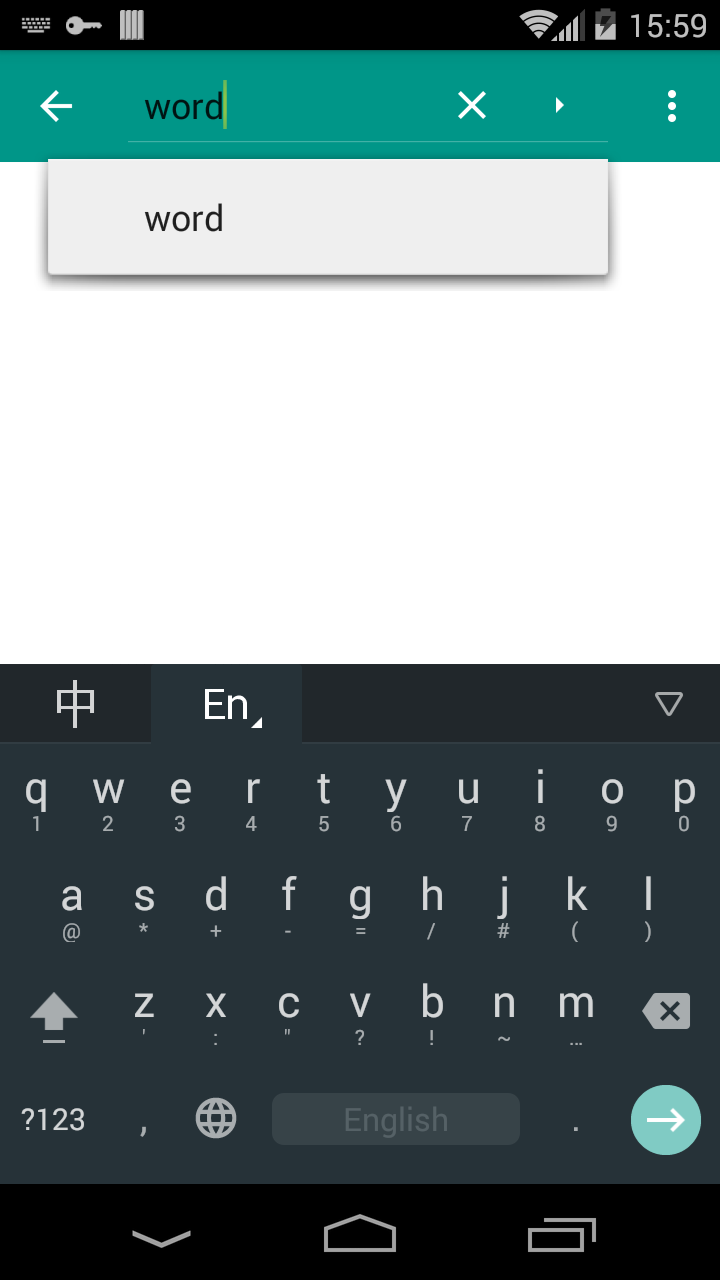 15:59
word
word
中 En
q w e r t y u i o p
1 2 3 4 5 6 7 8 9 0
a s d f g h j k l
@ * + - = / # ( )
z x c v b n m
' : " ? ! ~ …
?123 , English .